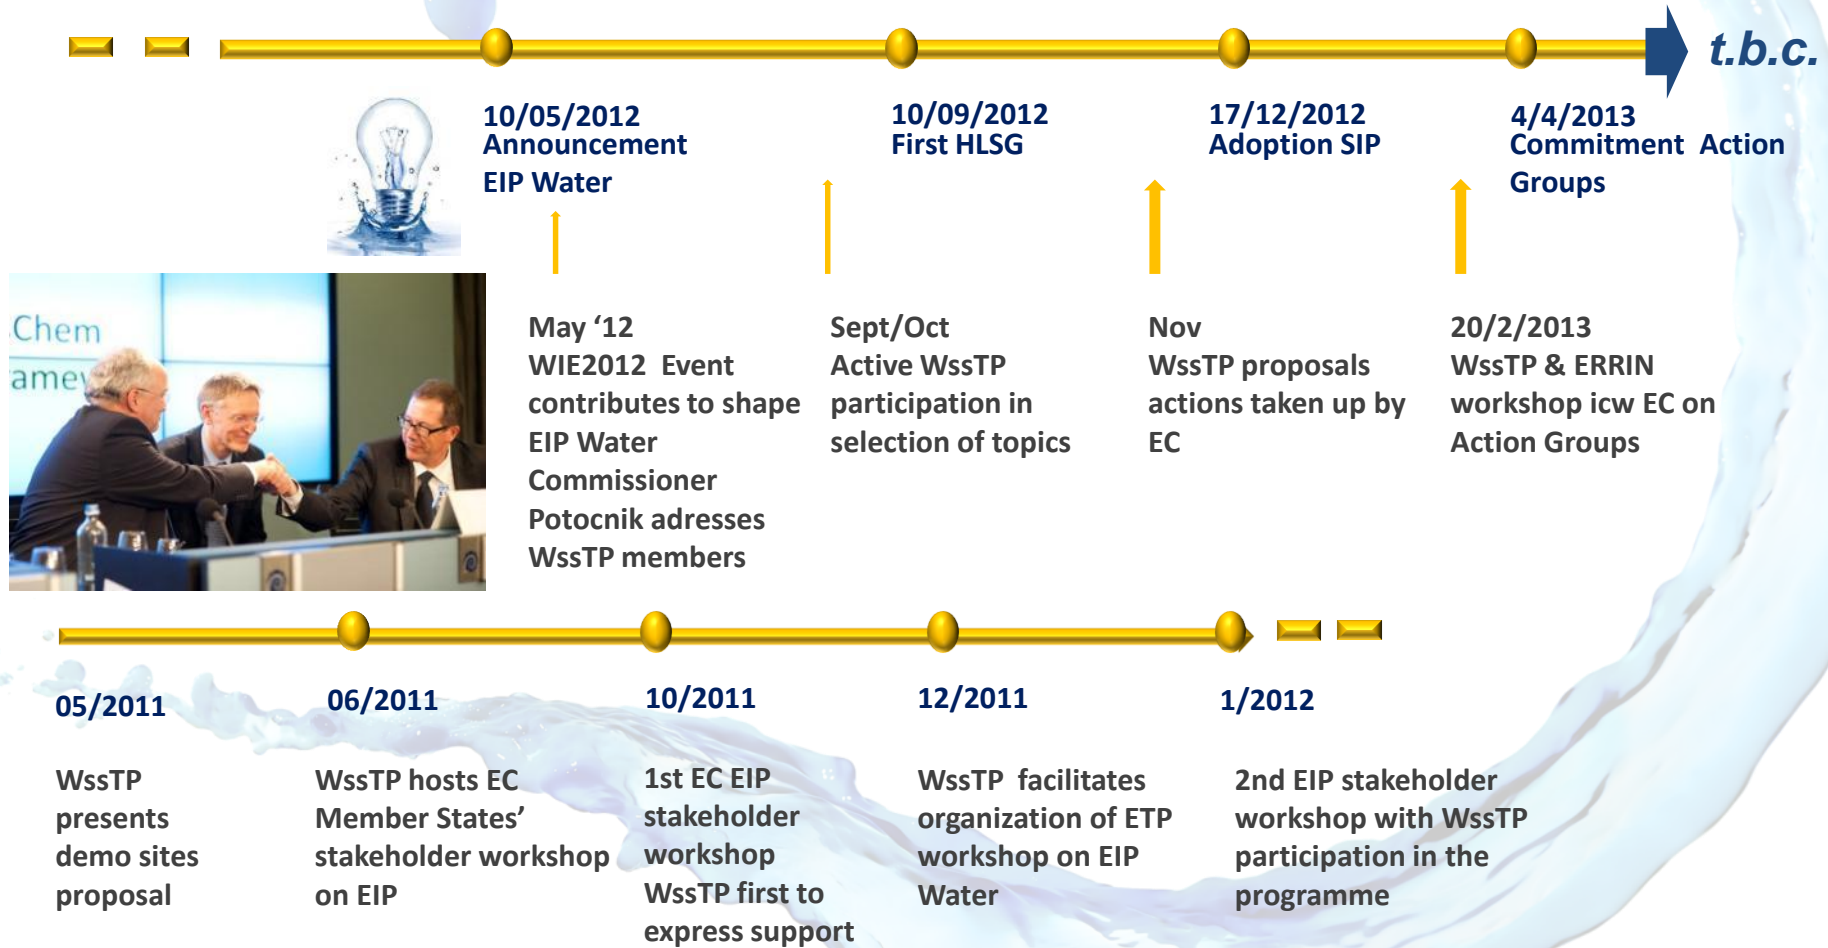 t.b.c.
10/05/2012
Announcement
EIP Water
10/09/2012
First HLSG
17/12/2012
Adoption SIP
4/4/2013
Commitment  Action
Groups
Chem
May ‘12
WIE2012  Event
contributes to shape
EIP Water
Commissioner
Potocnik adresses
WssTP members
Sept/Oct
Active WssTP
participation in
selection of topics
Nov
WssTP proposals
actions taken up by
EC
20/2/2013
WssTP & ERRIN
workshop icw EC on
Action Groups
05/2011
WssTP
presents
demo sites
proposal
06/2011
WssTP hosts EC
Member States’
stakeholder workshop
on EIP
10/2011
1st EC EIP
stakeholder
workshop
WssTP first to
express support
12/2011
WssTP  facilitates
organization of ETP
workshop on EIP
Water
1/2012
2nd EIP stakeholder
workshop with WssTP
participation in the
programme